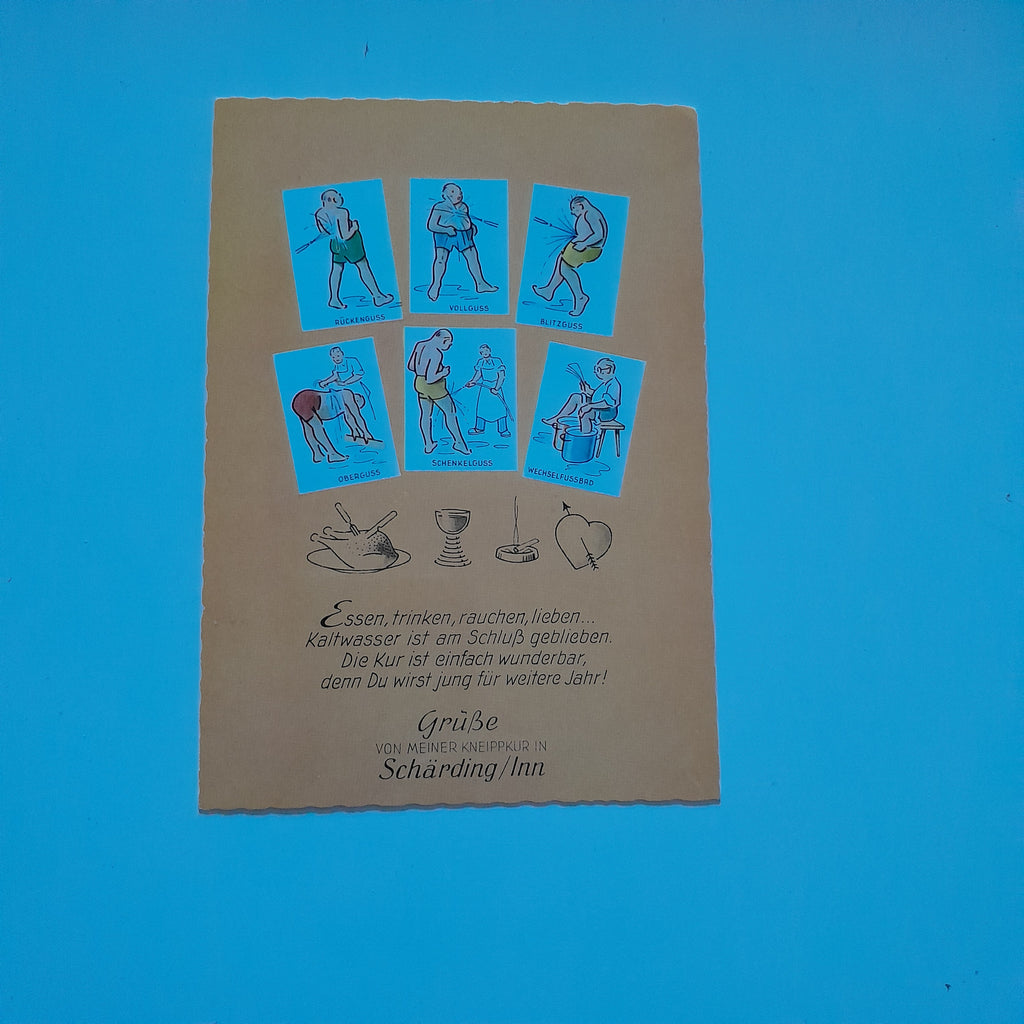 RÜCKENGUSS
VOLLGUSS
BLITZGUSS
OBERGUSS
SCHENKELGUSS
WECHSELFUSSBAD
Essen, trinken, rauchen, lieben...
Kaltwasser ist am Schluß geblieben.
Die Kur ist einfach wunderbar,
denn Du wirst jung für weitere Jahr!
Grüße
VON MEINER KNEIPPKUR IN
Schärding/Inn